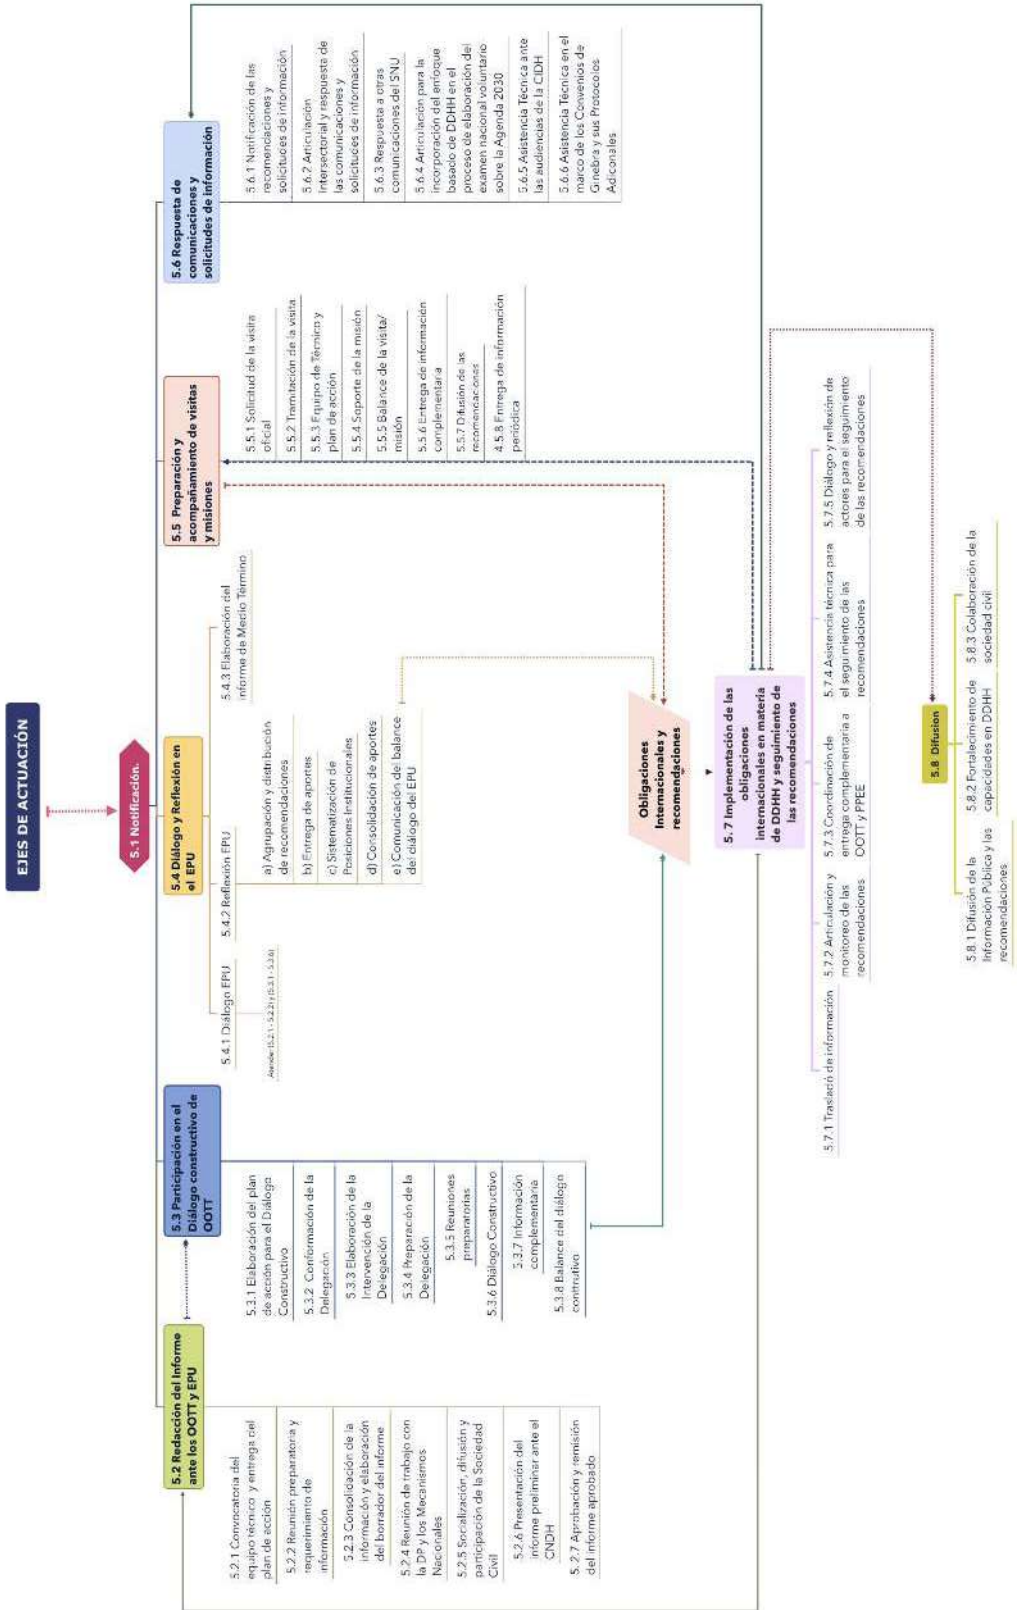 EJES DE ACTUACIÓN
5.1 Notificación.
5.2 Redacción del Informe
ante los OOTT y EPU
5.2.1 Convocatoria del
equipo técnico y entrega del
plan de acción
5.2.2 Reunión preparatoria y
requerimiento de
información
5.2.3 Consolidación de la
información y elaboración
del borrador del informe
5.2.4 Reunión de trabajo con
la DP y los Mecanismos
Nacionales
5.2.5 Socialización, difusión y
participación de la Sociedad
Civil
5.2.6 Presentación del
informe preliminar ante el
CNDH
5.2.7 Aprobación y remisión
del informe aprobado
5.3 Participación en el
Diálogo constructivo de
OOTT
5.3.1 Elaboración del plan
de acción para el Diálogo
Constructivo
5.3.2 Conformación de la
Delegación
5.3.3 Elaboración de la
Intervención de la
Delegación
5.3.4 Preparación de la
Delegación
5.3.5 Reuniones
preparatorias
5.3.6 Diálogo Constructivo
5.3.7 Información
complementaria
5.3.8 Balance del diálogo
contitrutivo
5.4 Diálogo y Reflexión en
el EPU
5.4.1 Diálogo EPU
(5.2.1 - 5.2.2) y (5.3.1 - 5.3.6)
5.4.2 Reflexión EPU
a) Agrupación y distribución
de recomendaciones
b) Entrega de aportes
c) Sistematización de
Posiciones Institucionales
d) Consolidación de aportes
e) Comunicación del balance
del diálogo del EPU
5.4.3 Elaboración del
informe de Medio Término
5.5 Preparación y
acompañamiento de visitas
y misiones
5.5.1 Solicitud de la visita
oficial
5.5.2 Tramitación de la visita
5.5.3 Equipo de Técnico y
plan de acción
5.5.4 Soporte de la misión
5.5.5 Balance de la visita/
misión
5.5.6 Entrega de información
complementaria
5.5.7 Difusión de las
recomendaciones
4.5.8 Entrega de información
periódica
5.6 Respuesta de
comunicaciones y
solicitudes de información
5.6.1 Notificación de las
recomendaciones y
solicitudes de información
5.6.2 Articulación
Intersectorial y respuesta de
las comunicaciones y
solicitudes de información
5.6.3 Respuesta a otras
comunicaciones del SNU
5.6.4 Articulación para la
incorporación del enfoque
basado de DDHH en el
proceso de elaboración del
examen nacional voluntario
sobre la Agenda 2030
5.6.5 Asistencia Técnica ante
las audiencias de la CIDH
5.6.6 Asistencia Técnica en el
marco de los Convenios de
Ginebra y sus Protocolos
Adicionales
Obligaciones
Internacionales y
recomendaciones
5. 7 Implementación de las
obligaciones
internacionales en materia
de DDHH y seguimiento de
las recomendaciones
5.7.1 Traslado de información
5.7.2 Articulación y
monitoreo de las
recomendaciones
5.7.3 Coordinación de
entrega complementaria a
OOTT y PPEE
5.7.4 Asistencia técnica para
el seguimiento de las
recomendaciones
5.7.5 Diálogo y reflexión de
actores para el seguimiento
de las recomendaciones
5.8 Difusion
5.8.1 Difusión de la
Información Pública y las
recomendaciones
5.8.2 Fortalecimiento de
capacidades en DDHH
5.8.3 Colaboración de la
sociedad civil